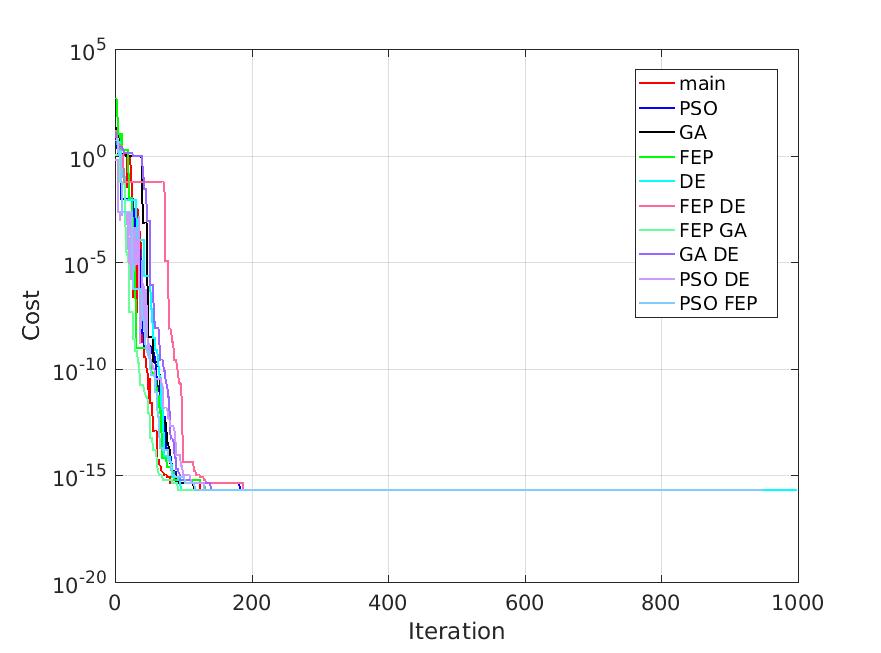 10^5
10^0
10^-5
10^-10
10^-15
10^-20
Cost
main
PSO
GA
FEP
DE
FEP DE
FEP GA
GA DE
PSO DE
PSO FEP
0 200 400 600 800 1000
Iteration